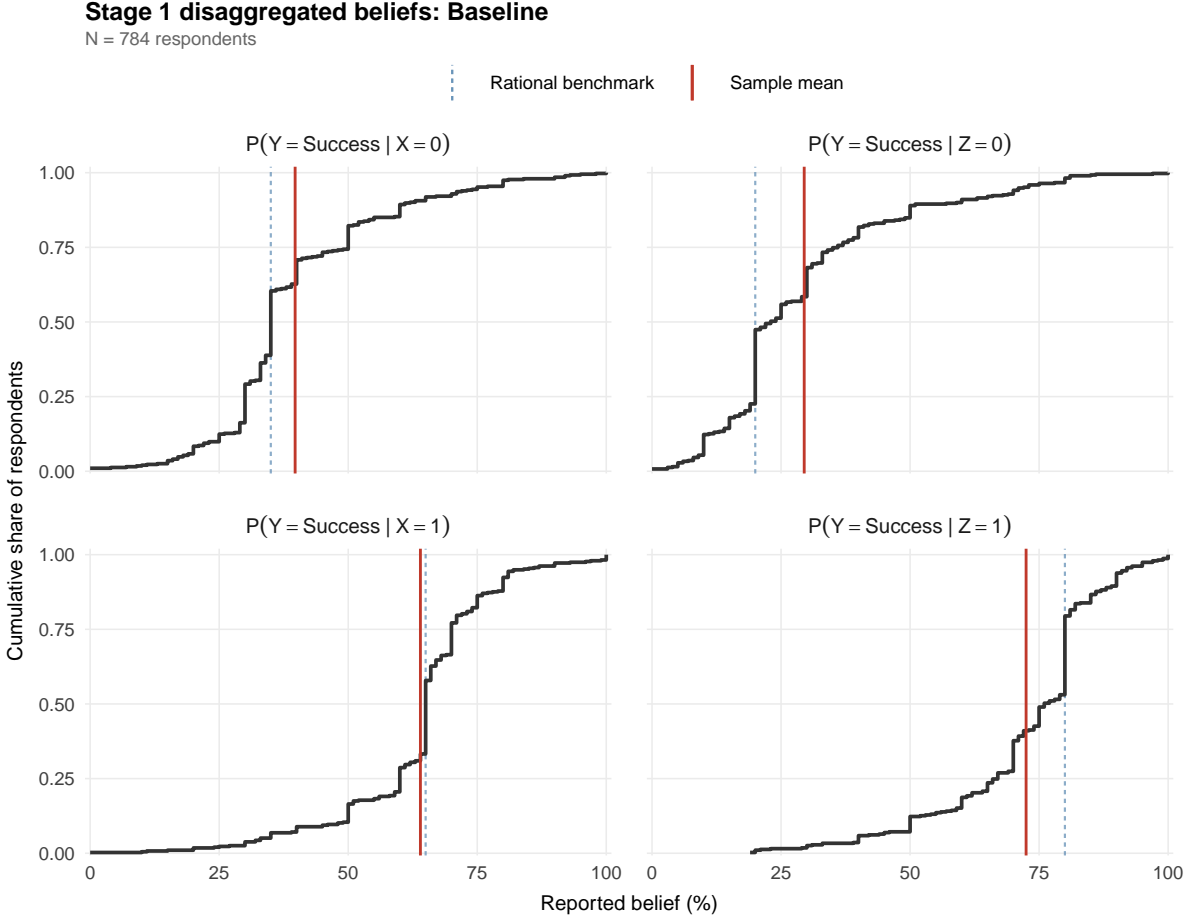 Stage 1 disaggregated beliefs: Baseline
N = 784 respondents
Rational benchmark
Sample mean
P(Y = Success | X = 0)
P(Y = Success | Z = 0)
1.00
0.75
0.50
0.25
0.00
P(Y = Success | X = 1)
P(Y = Success | Z = 1)
1.00
0.75
0.50
0.25
0.00
Cumulative share of respondents
0 25 50 75 100
0 25 50 75 100
Reported belief (%)